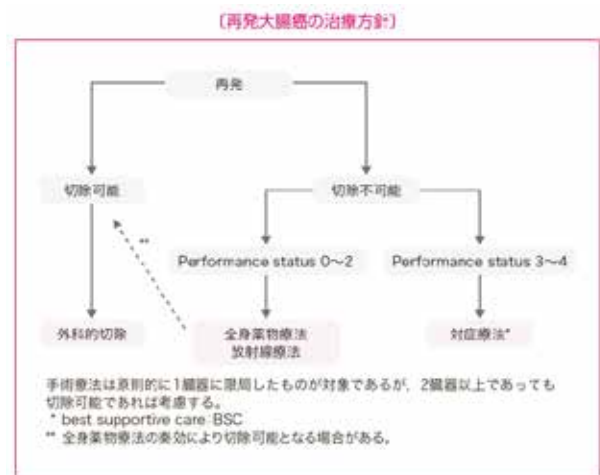 〔再発大腸癌の治療方針〕
再発
切除可能
切除不可能
**
Performance status 0〜2
Performance status 3〜4
外科的切除
全身薬物療法
放射線療法
対症療法*
手術療法は原則的に1臓器に限局したものが対象であるが，2臓器以上であっても
切除可能であれば考慮する。
* best supportive care：BSC
** 全身薬物療法の奏効により切除可能となる場合がある。